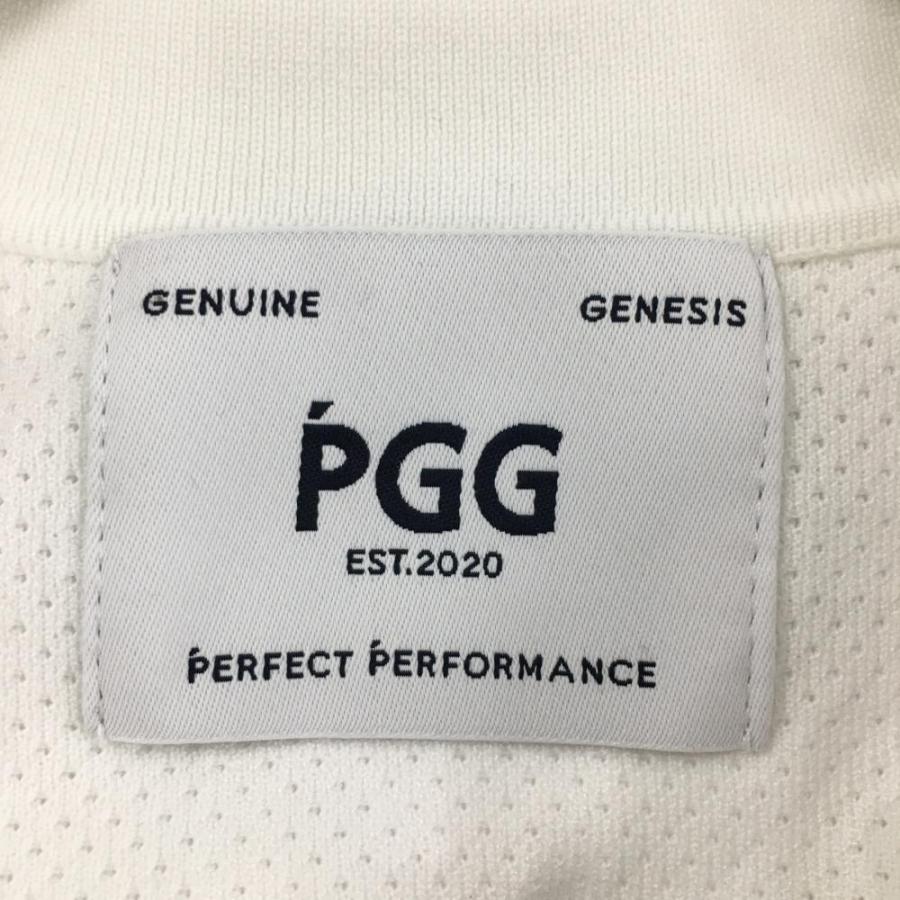 GENUINE GENESIS
ṔGG
EST.2020
ṔERFECT ṔERFORMANCE